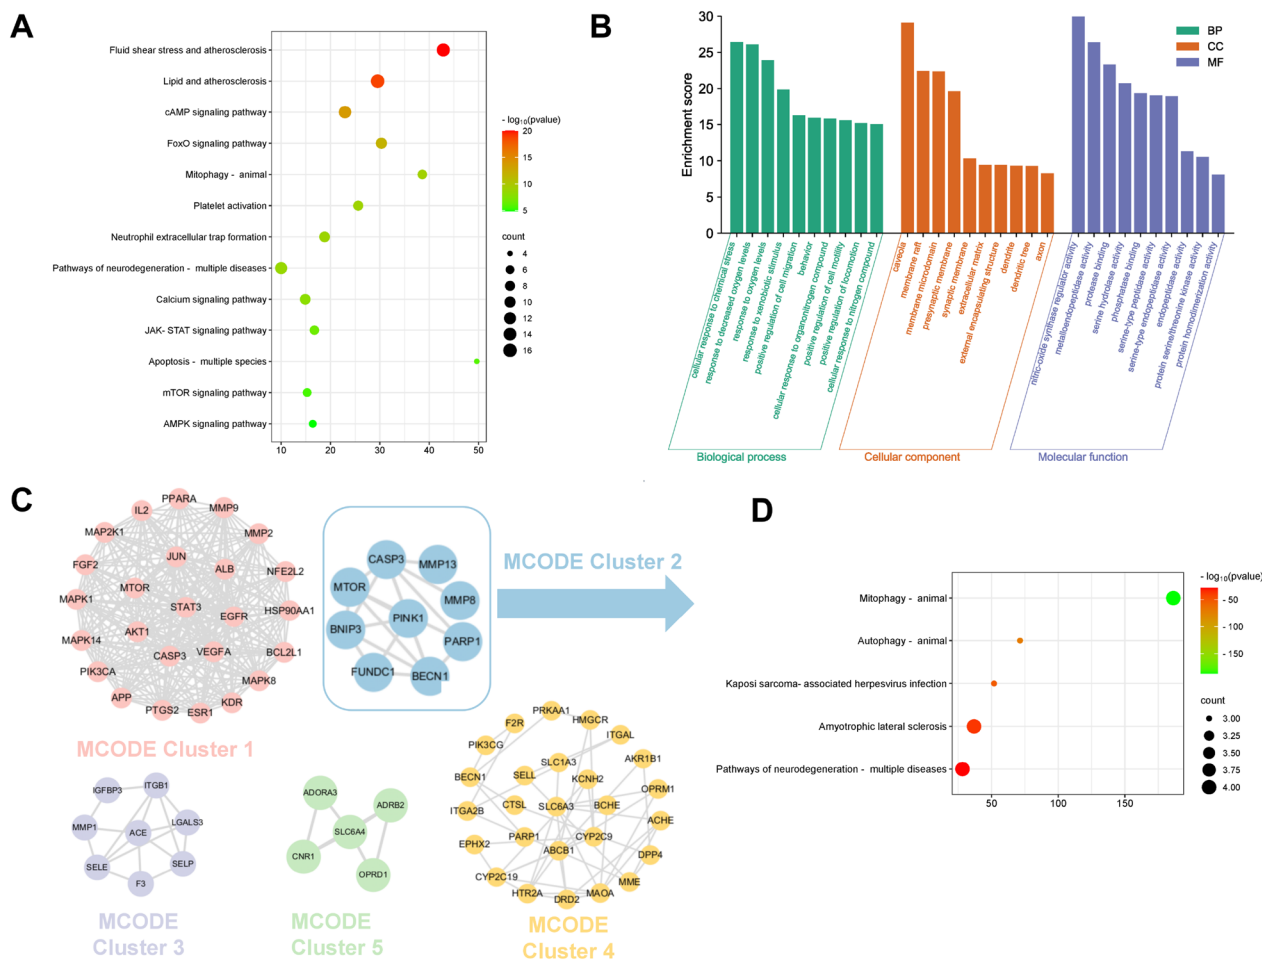 A
Fluid shear stress and atherosclerosis
Lipid and atherosclerosis
cAMP signaling pathway
FoxO signaling pathway
Mitophagy - animal
Platelet activation
Neutrophil extracellular trap formation
Pathways of neurodegeneration - multiple diseases
Calcium signaling pathway
JAK- STAT signaling pathway
Apoptosis - multiple species
mTOR signaling pathway
AMPK signaling pathway
10 20 30 40 50
- log10(pvalue)
20
15
10
5
count
4
6
8
10
12
14
16
B
Enrichment score
30
25
20
15
10
5
0
BP
CC
MF
cellular response to chemical stress
response to decreased oxygen levels
response to oxygen levels
response to xenobiotic stimulus
positive regulation of cell migration
behavior
cellular response to organonitrogen compound
positive regulation of cell motility
positive regulation of locomotion
cellular response to nitrogen compound
caveola
membrane raft
membrane microdomain
presynaptic membrane
synaptic membrane
extracellular matrix
external encapsulating structure
dendrite
dendritic tree
axon
nitric-oxide synthase regulator activity
metalloendopeptidase activity
protease binding
serine hydrolase activity
phosphatase binding
serine-type peptidase activity
serine-type endopeptidase activity
endopeptidase activity
protein serine/threonine kinase activity
protein homodimerization activity
Biological process
Cellular component
Molecular function
C
PPARA
IL2
MMP9
MAP2K1
MMP2
JUN
FGF2
ALB
NFE2L2
MTOR
MAPK1
STAT3
HSP90AA1
EGFR
AKT1
MAPK14
CASP3
VEGFA
BCL2L1
PIK3CA
MAPK8
APP
KDR
PTGS2
ESR1
MCODE Cluster 1
CASP3
MMP13
MTOR
MMP8
PINK1
BNIP3
PARP1
FUNDC1
BECN1
MCODE Cluster 2
ITGB1
IGFBP3
MMP1
ACE
LGALS3
SELE
SELP
F3
MCODE
Cluster 3
ADORA3
ADRB2
SLC6A4
CNR1
OPRD1
MCODE
Cluster 5
PRKAA1
F2R
HMGCR
PIK3CG
ITGAL
SLC1A3
AKR1B1
BECN1
SELL
KCNH2
OPRM1
CTSL
SLC6A3
BCHE
ITGA2B
ACHE
PARP1
CYP2C9
EPHX2
ABCB1
DPP4
CYP2C19
MME
HTR2A
MAOA
DRD2
MCODE
Cluster 4
D
Mitophagy - animal
Autophagy - animal
Kaposi sarcoma- associated herpesvirus infection
Amyotrophic lateral sclerosis
Pathways of neurodegeneration - multiple diseases
50 100 150
- log10(pvalue)
- 50
- 100
- 150
count
3.00
3.25
3.50
3.75
4.00